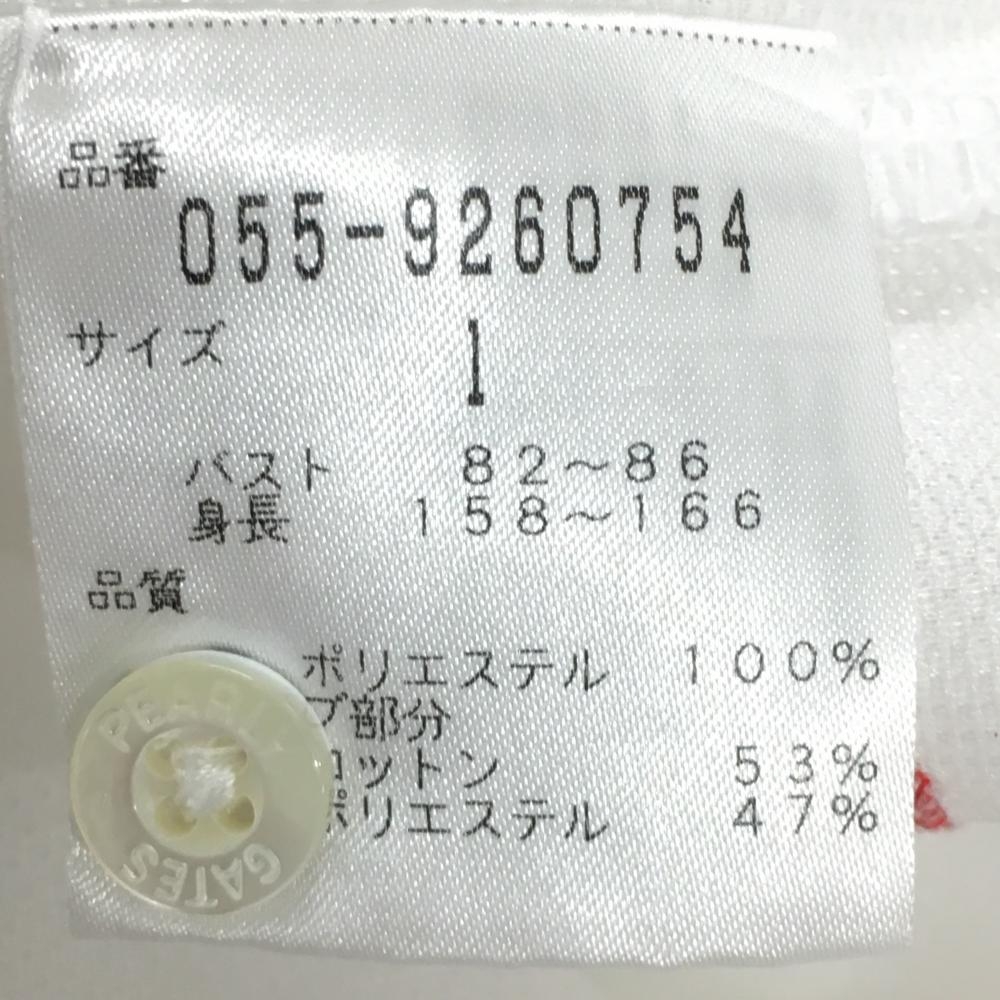 品番
055-9260754
サイズ 1
バスト 82～86
身長 158～166
品質
ポリエステル 100%
部分
コットン 53%
ポリエステル 47%
PEARLY
GATES